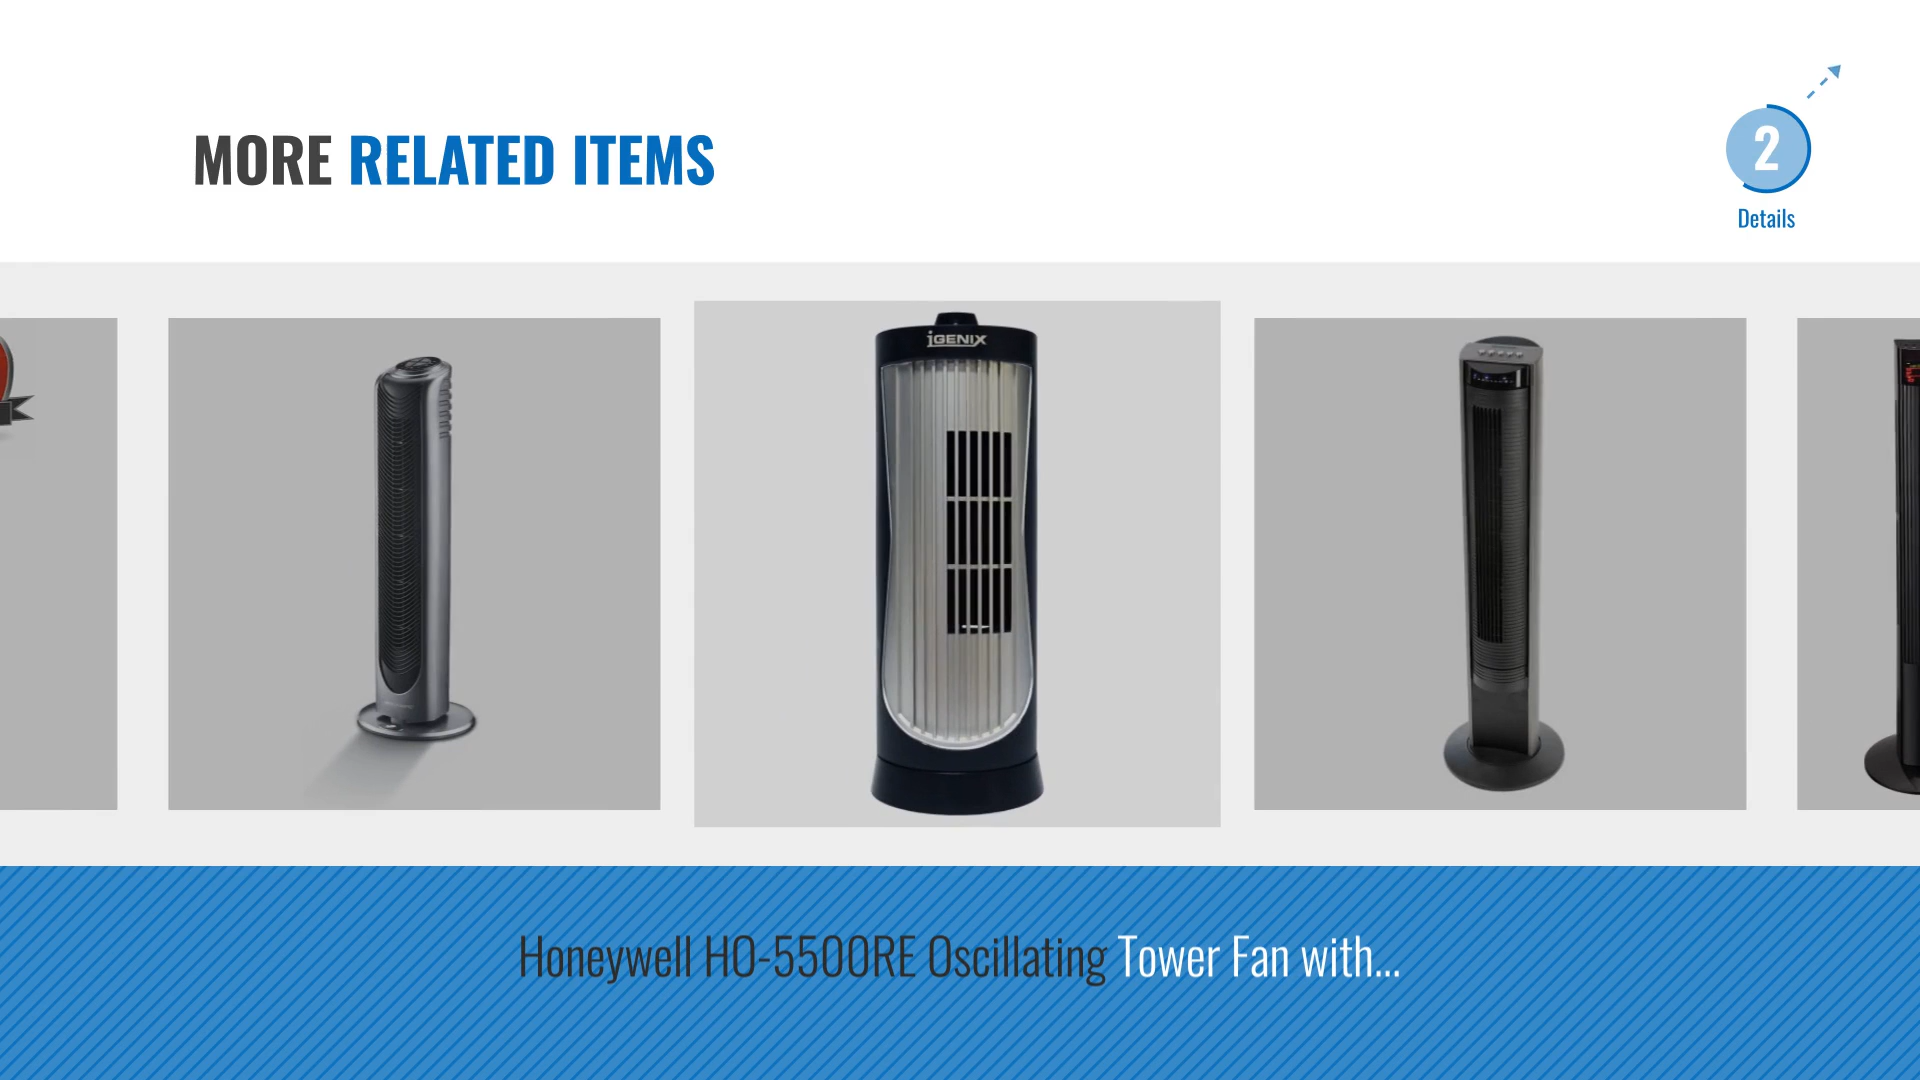 MORE RELATED ITEMS
2
Details
iGENIX
Honeywell HO-5500RE Oscillating Tower Fan with...